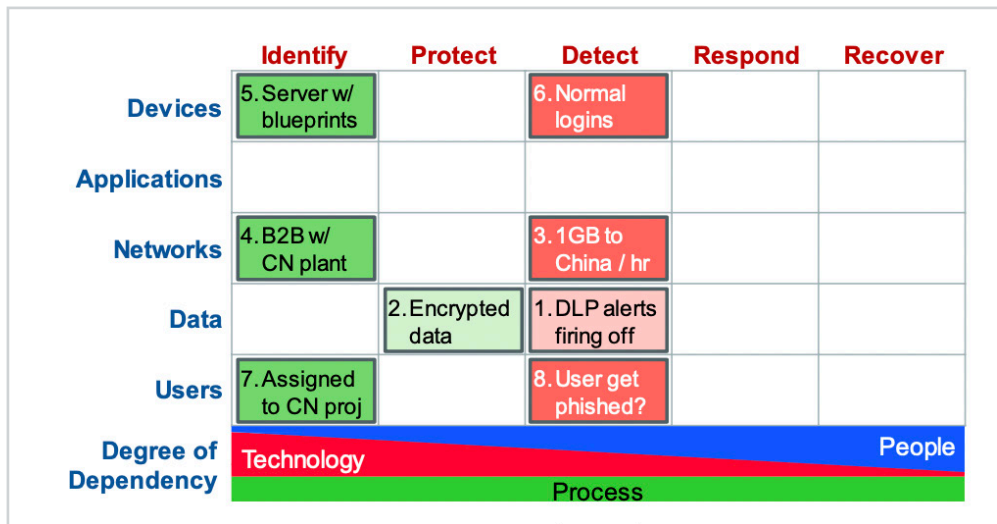 Identify Protect Detect Respond Recover
Devices
5. Server w/
blueprints
6. Normal
logins
Applications
Networks
4. B2B w/
CN plant
3. 1GB to
China / hr
Data
2. Encrypted
data
1. DLP alerts
firing off
Users
7. Assigned
to CN proj
8. User get
phished?
Degree of
Dependency
Technology
People
Process